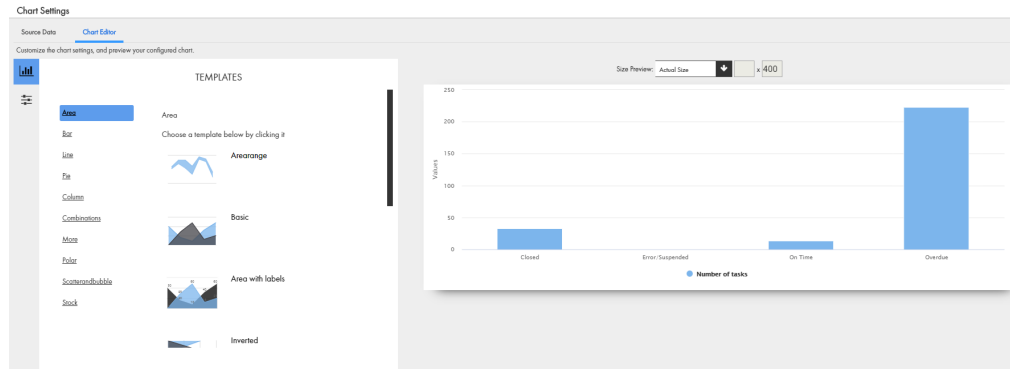 Chart Settings
Source Data
Chart Editor
Customize the chart settings, and preview your configured chart.
TEMPLATES
Area
Bar
Line
Pie
Column
Combinations
More
Polar
Scatterandbubble
Stock
Area
Choose a template below by clicking it
Arearange
Basic
Area with labels
Inverted
Size Preview: Actual Size x 400
250
200
150
100
50
0
Values
Closed
Error/Suspended
On Time
Overdue
Number of tasks